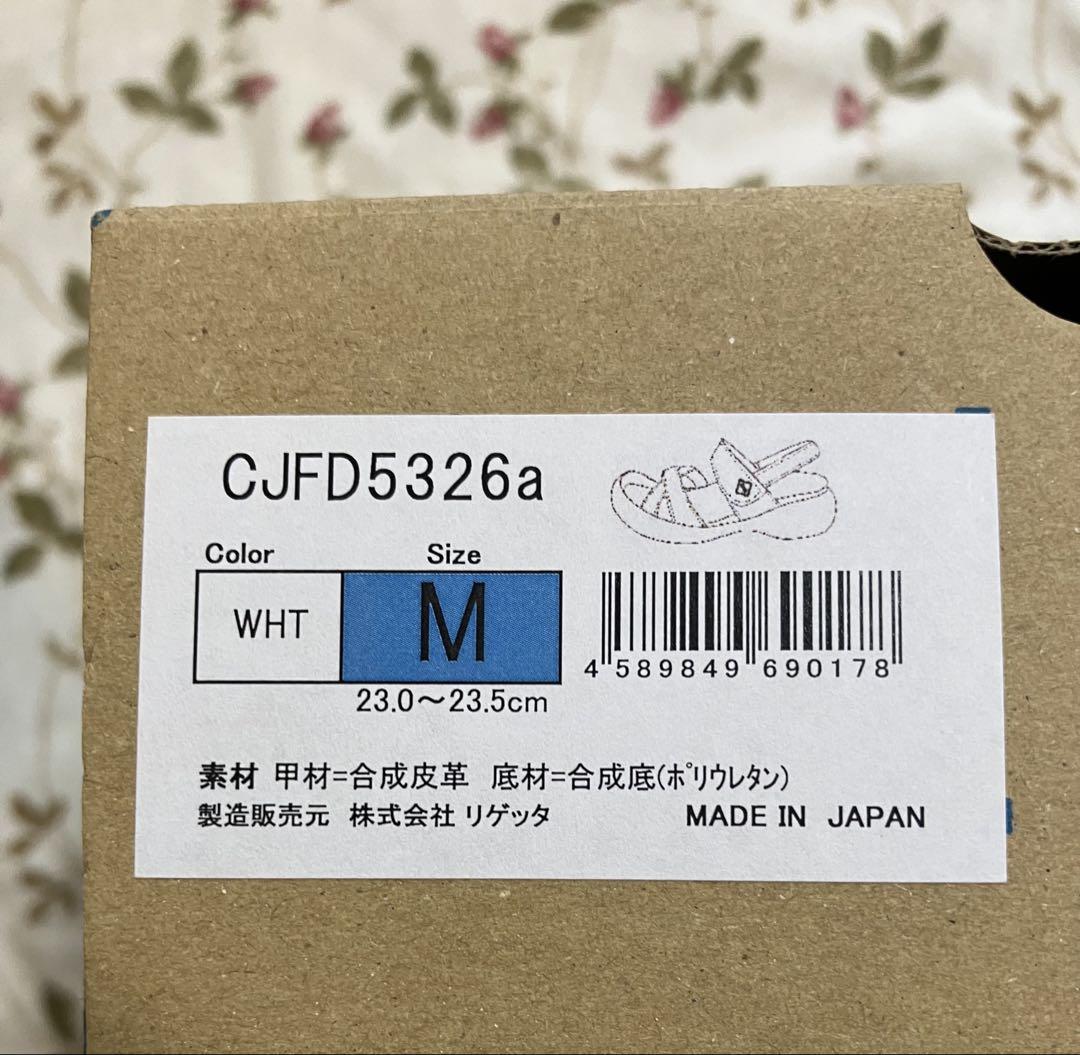 CJFD5326a
Color Size
WHT M
23.0～23.5cm
4 589849 690178
素材 甲材=合成皮革 底材=合成底(ﾎﾟﾘｳﾚﾀﾝ)
製造販売元 株式会社 リゲッタ MADE IN JAPAN